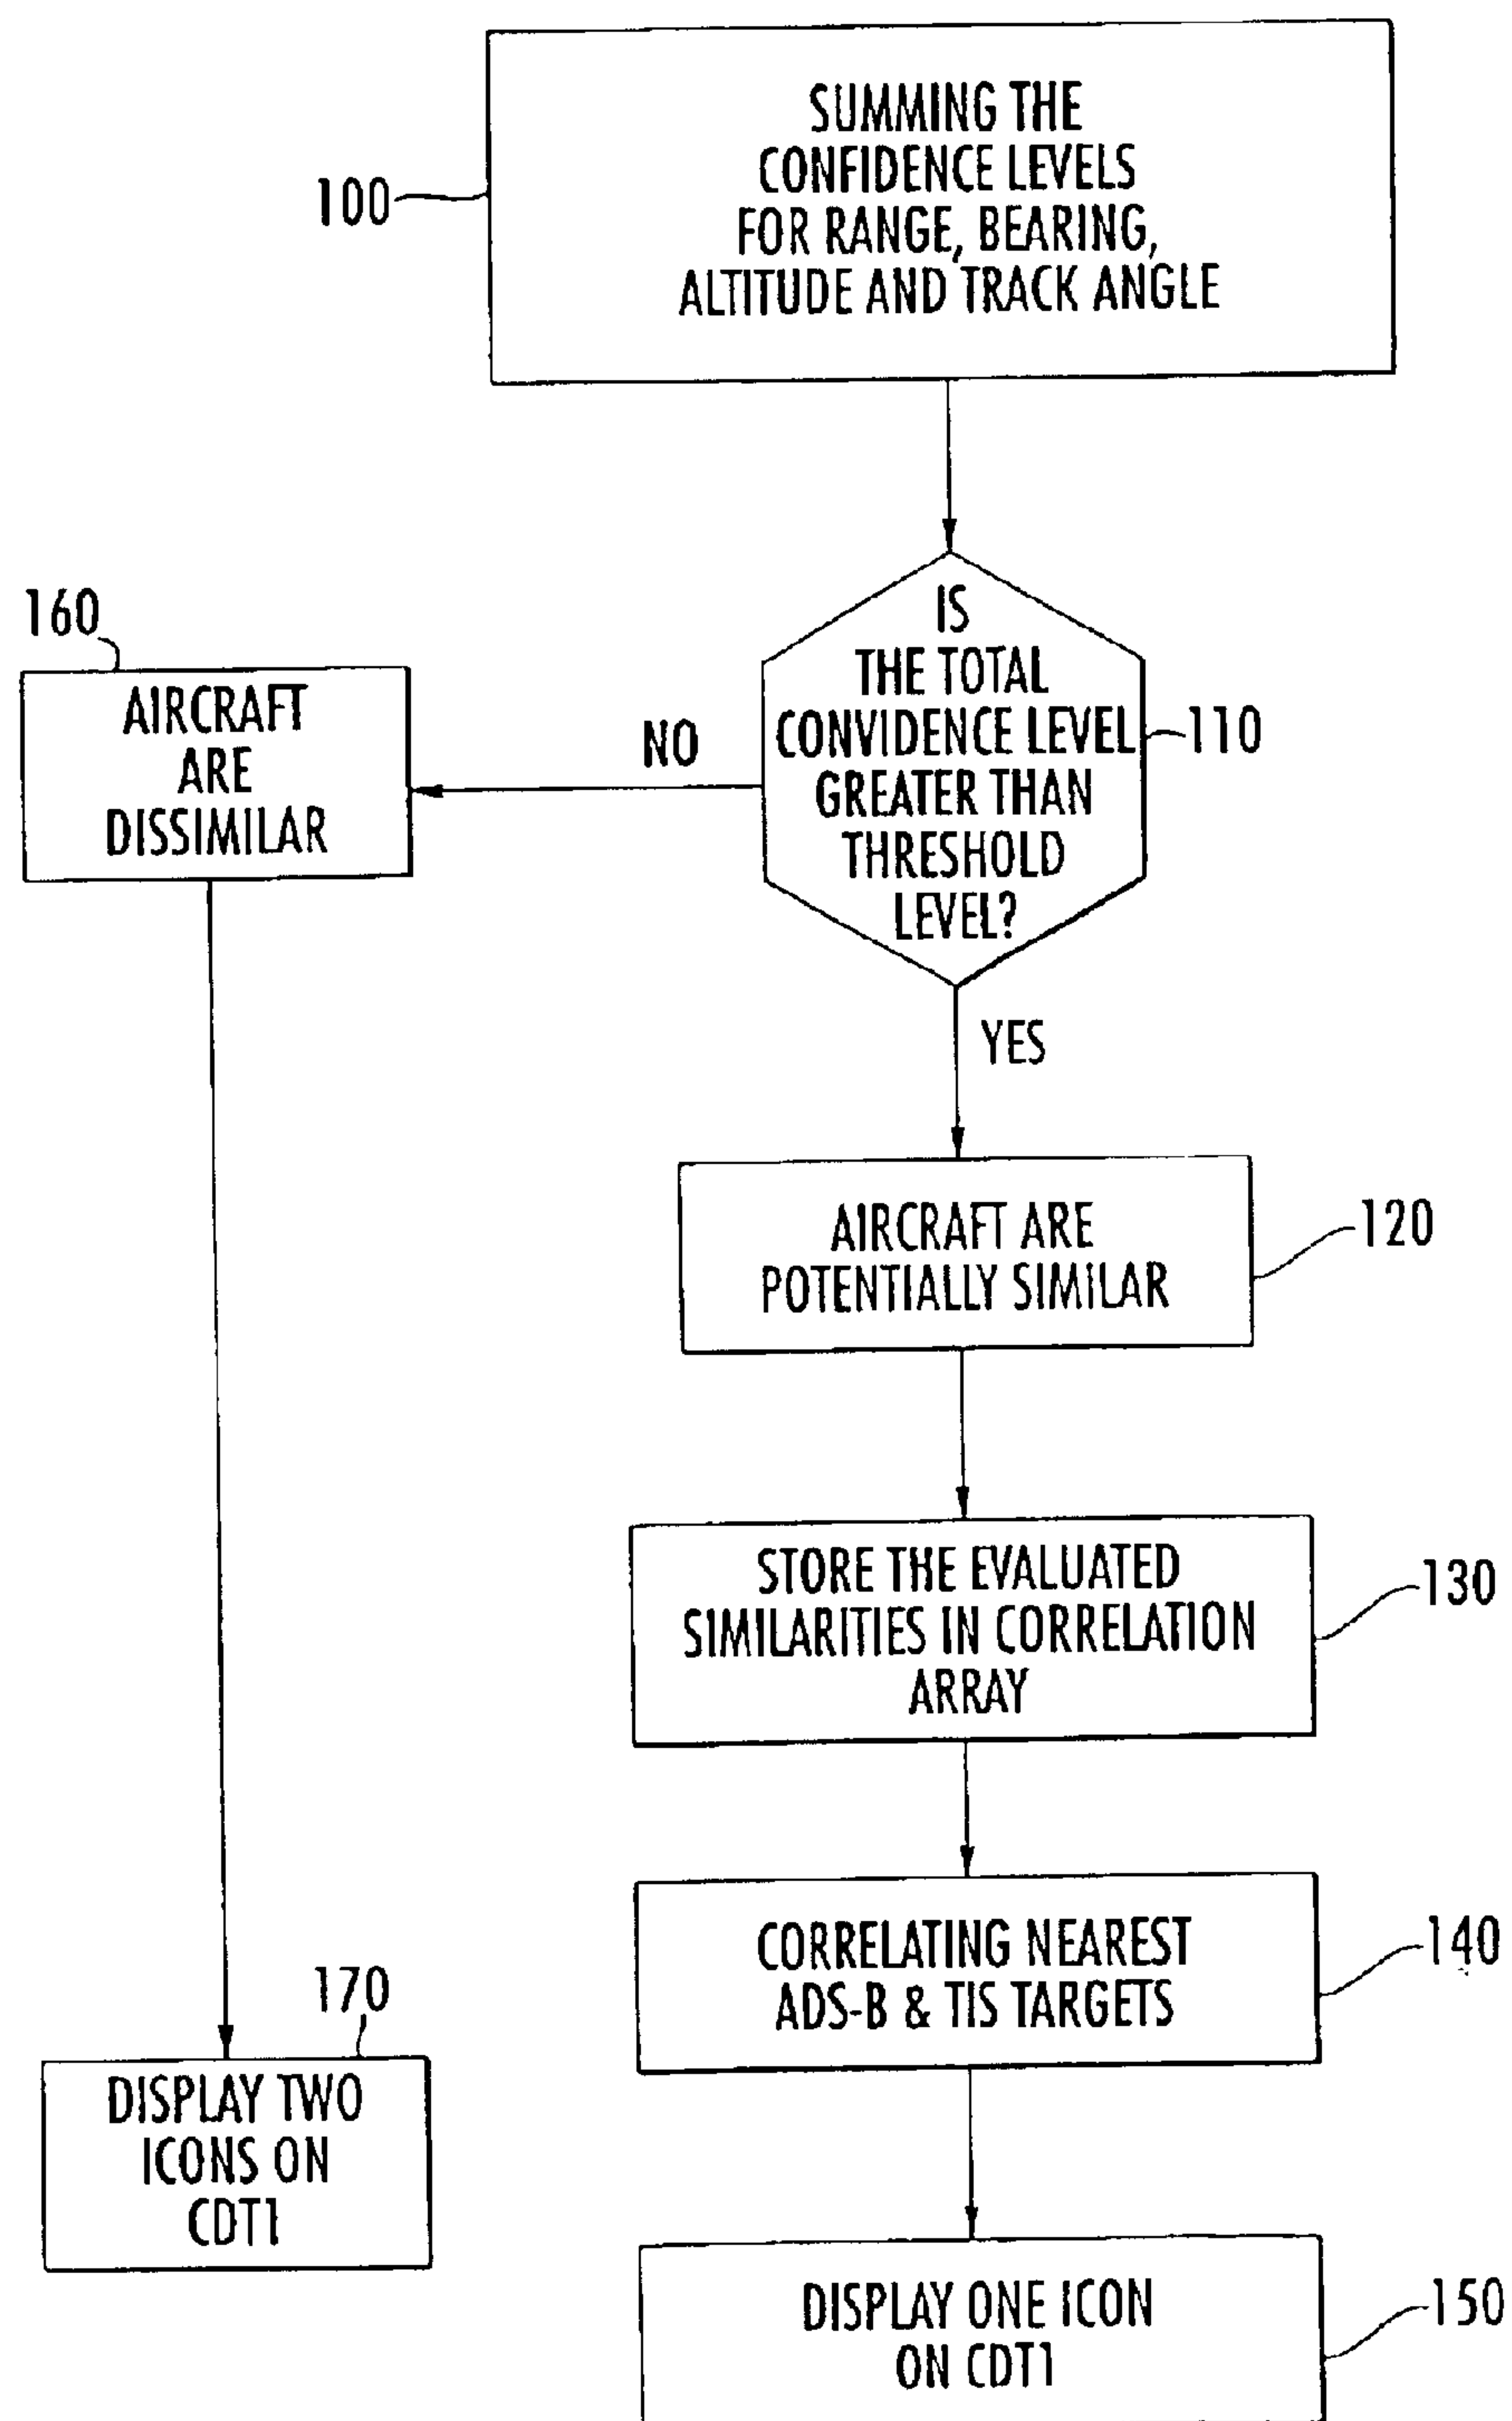 SUMMING THE
CONFIDENCE LEVELS
FOR RANGE, BEARING,
ALTITUDE AND TRACK ANGLE
100
IS
THE TOTAL
CONVIDENCE LEVEL
GREATER THAN
THRESHOLD
LEVEL?
110
NO
160
AIRCRAFT
ARE
DISSIMILAR
YES
AIRCRAFT ARE
POTENTIALLY SIMILAR
120
STORE THE EVALUATED
SIMILARITIES IN CORRELATION
ARRAY
130
CORRELATING NEAREST
ADS-B & TIS TARGETS
140
170
DISPLAY TWO
ICONS ON
CDT1
DISPLAY ONE ICON
ON CDT1
150